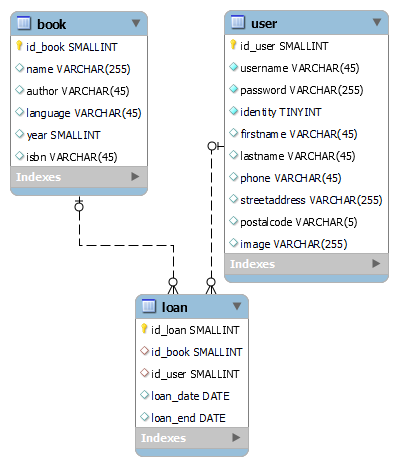 book
id_book SMALLINT
name VARCHAR(255)
author VARCHAR(45)
language VARCHAR(45)
year SMALLINT
isbn VARCHAR(45)
Indexes
user
id_user SMALLINT
username VARCHAR(45)
password VARCHAR(255)
identity TINYINT
firstname VARCHAR(45)
lastname VARCHAR(45)
phone VARCHAR(45)
streetaddress VARCHAR(255)
postalcode VARCHAR(5)
image VARCHAR(255)
Indexes
loan
id_loan SMALLINT
id_book SMALLINT
id_user SMALLINT
loan_date DATE
loan_end DATE
Indexes